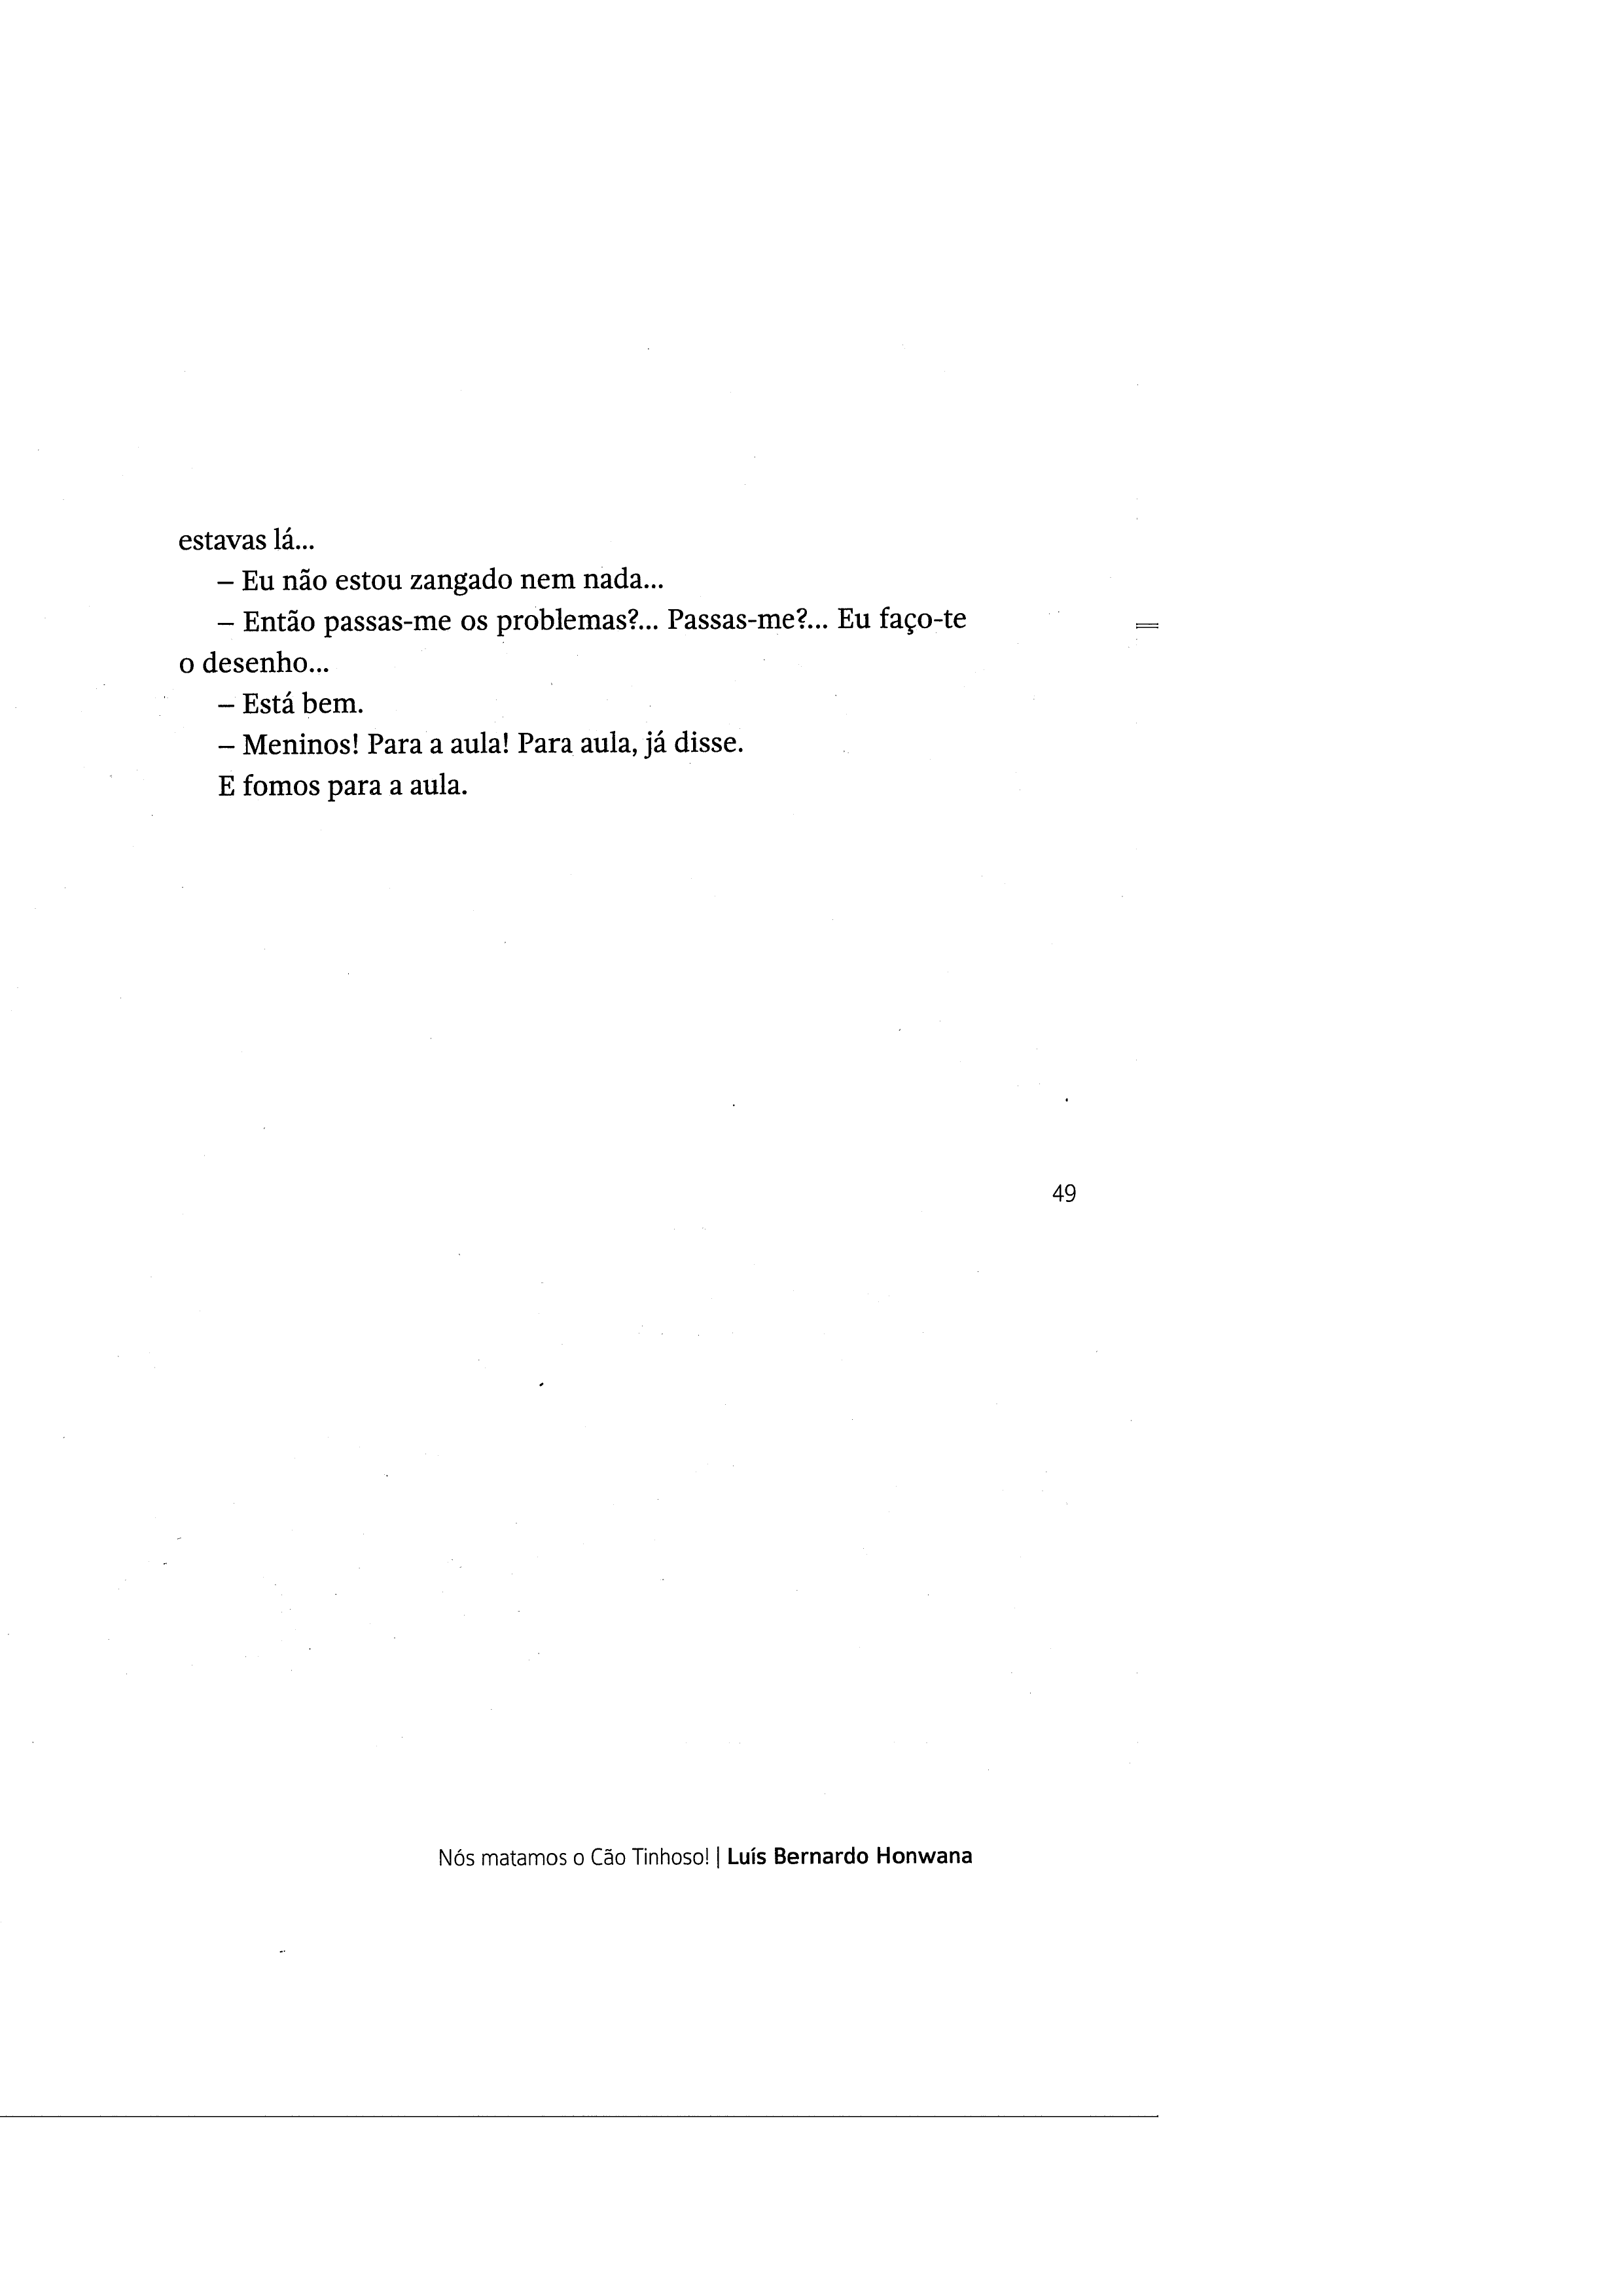 estavas lá...
– Eu não estou zangado nem nada...
– Então passas-me os problemas?... Passas-me?... Eu faço-te
o desenho...
– Está bem.
– Meninos! Para a aula! Para aula, já disse.
E fomos para a aula.
49
Nós matamos o Cão Tinhoso! | Luís Bernardo Honwana